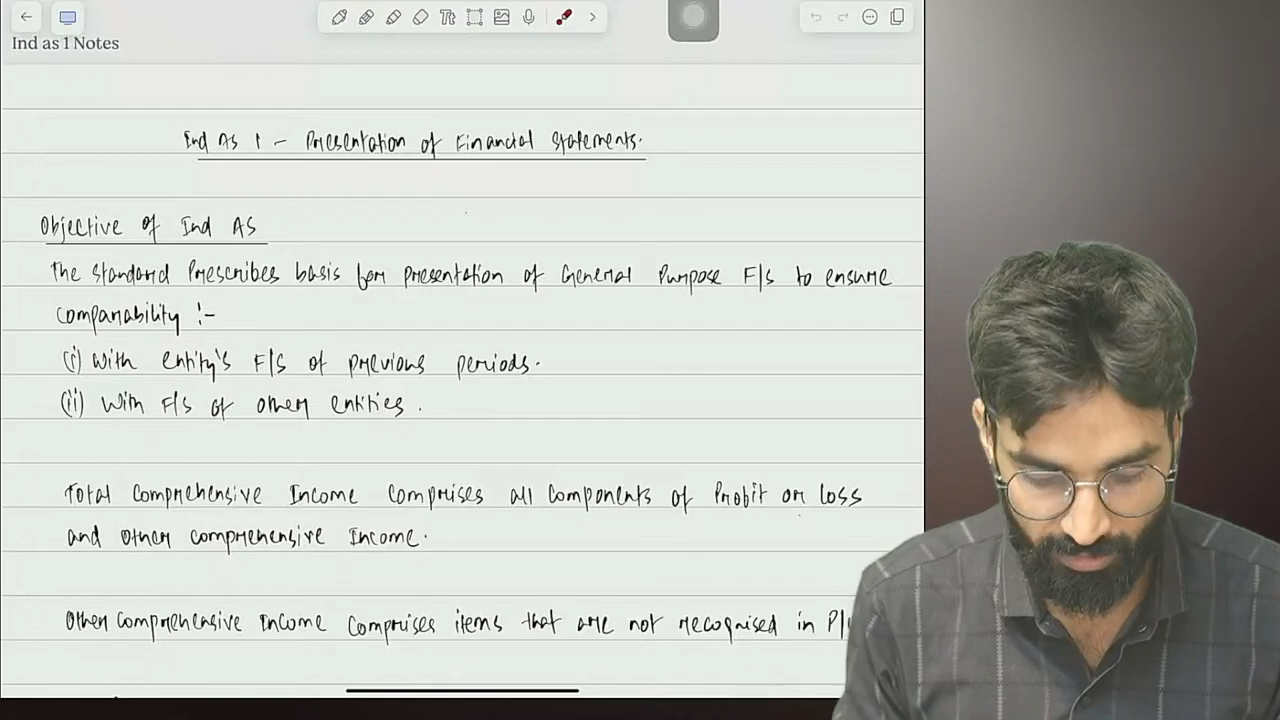 Ind as 1 Notes
Ind AS 1 - Presentation of Financial Statements.
Objective of Ind AS
The Standard Prescribes basis for presentation of General Purpose F/s to ensure
comparability :-
(i) With entity's F/S of previous periods.
(ii) With F/s of other entities.
Total Comprehensive Income Comprises all Components of Profit or Loss
and Other Comprehensive Income.
Other Comprehensive Income Comprises items that are not recognised in P/